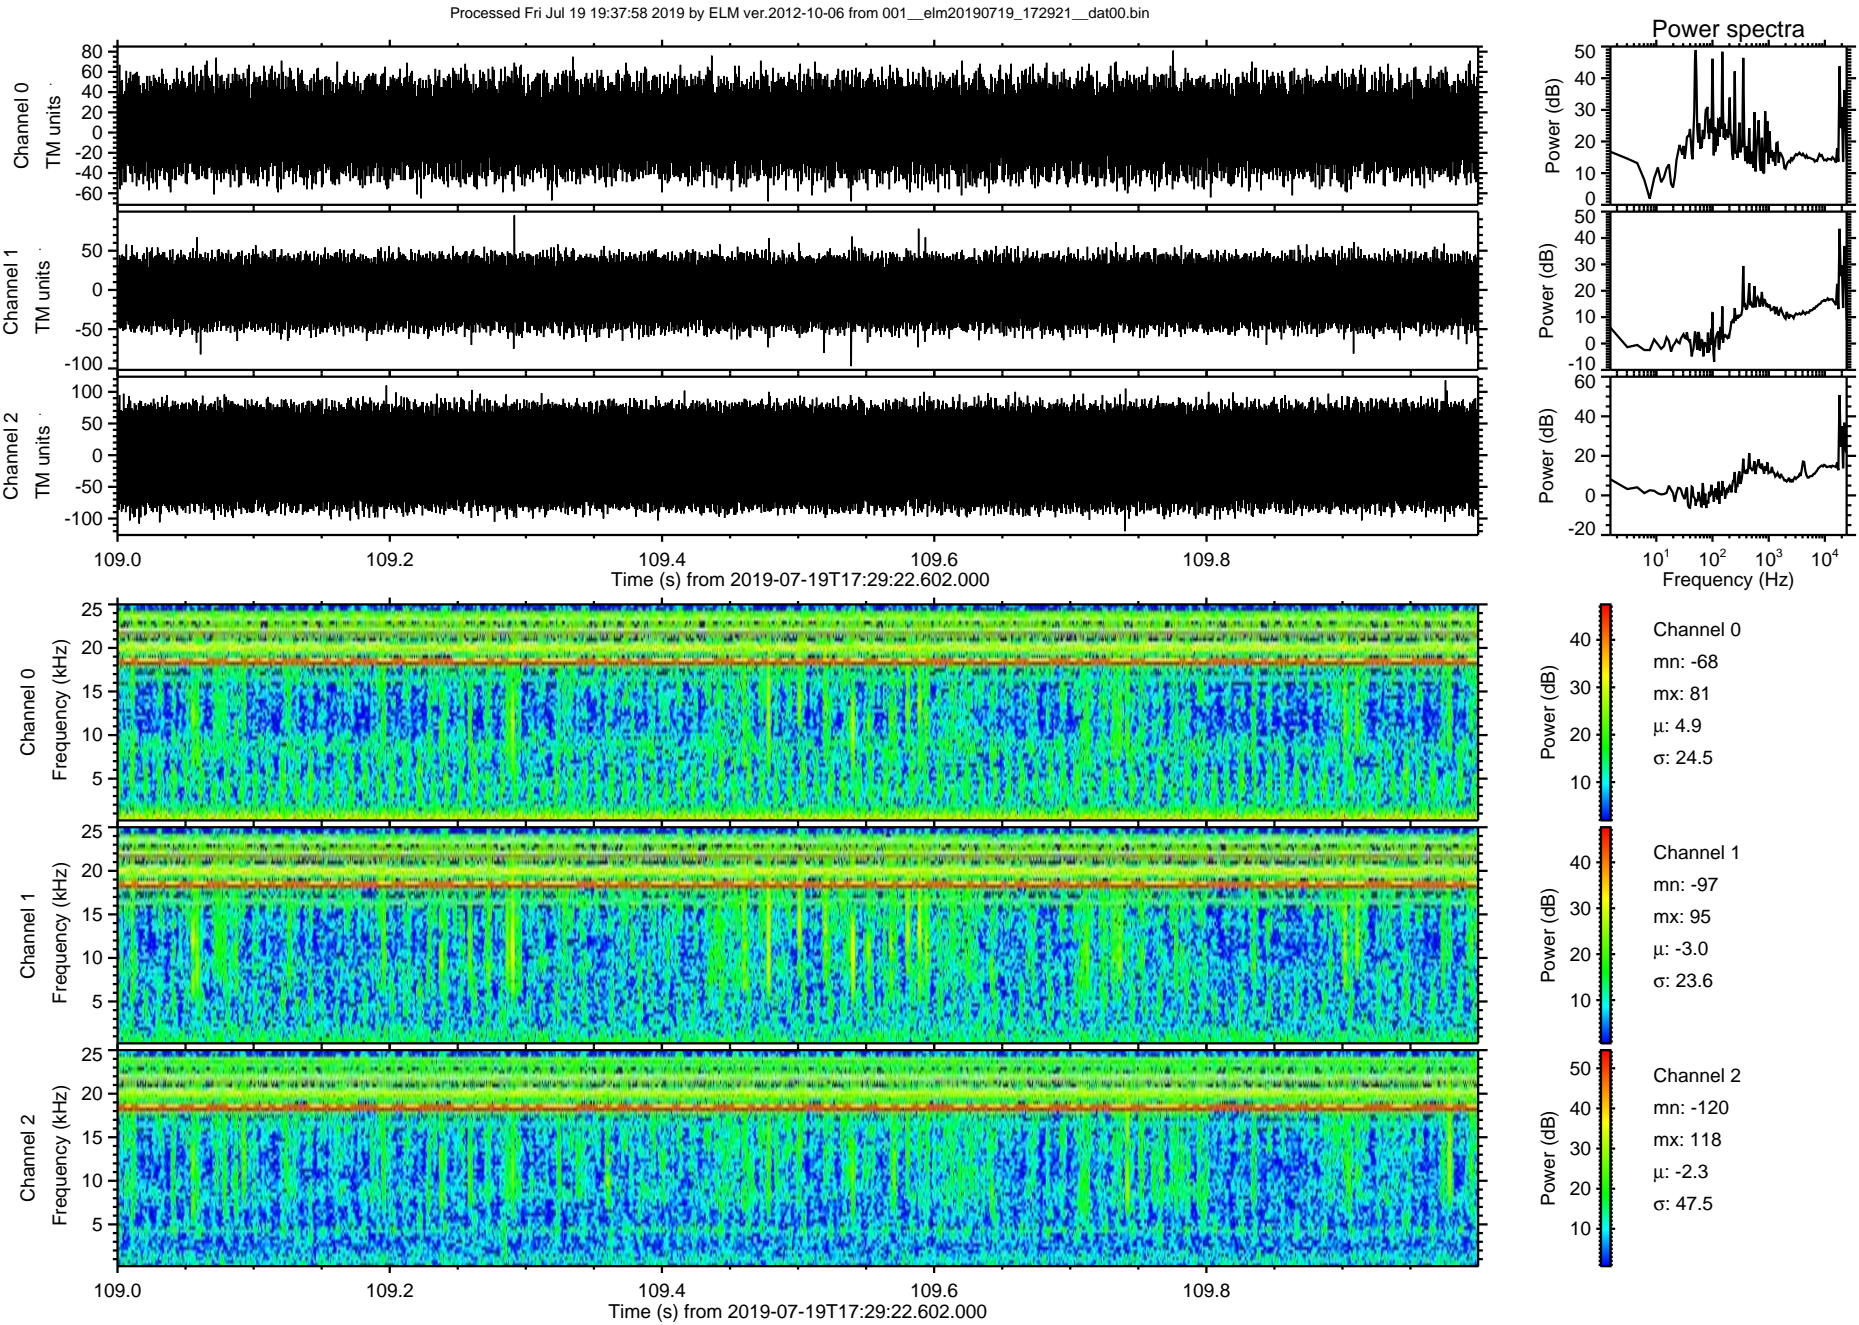 Processed Fri Jul 19 19:37:58 2019 by ELM ver.2012-10-06 from 001__elm20190719_172921__dat00.bin
Power spectra
Channel 0
TM units
80
60
40
20
0
-20
-40
-60
Power (dB)
50
40
30
20
10
0
Channel 1
TM units
50
0
-50
-100
Power (dB)
50
40
30
20
10
0
-10
Channel 2
TM units
100
50
0
-50
-100
Power (dB)
60
40
20
0
-20
109.0 109.2 109.4 109.6 109.8
Time (s) from 2019-07-19T17:29:22.602.000
10¹ 10² 10³ 10⁴
Frequency (Hz)
Channel 0
Frequency (kHz)
25
20
15
10
5
Power (dB)
40
30
20
10
Channel 0
mn: -68
mx: 81
μ: 4.9
σ: 24.5
Channel 1
Frequency (kHz)
25
20
15
10
5
Power (dB)
40
30
20
10
Channel 1
mn: -97
mx: 95
μ: -3.0
σ: 23.6
Channel 2
Frequency (kHz)
25
20
15
10
5
Power (dB)
50
40
30
20
10
Channel 2
mn: -120
mx: 118
μ: -2.3
σ: 47.5
109.0 109.2 109.4 109.6 109.8
Time (s) from 2019-07-19T17:29:22.602.000